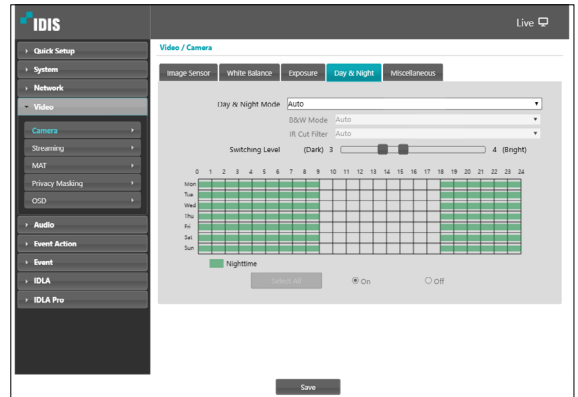 IDIS
Live
Quick Setup
System
Network
Video
Camera
Streaming
MAT
Privacy Masking
OSD
Audio
Event Action
Event
IDLA
IDLA Pro
Video / Camera
Image Sensor White Balance Exposure Day & Night Miscellaneous
Day & Night Mode Auto
B&W Mode Auto
IR Cut Filter Auto
Switching Level (Dark) 3 4 (Bright)
0 1 2 3 4 5 6 7 8 9 10 11 12 13 14 15 16 17 18 19 20 21 22 23 24
Mon
Tue
Wed
Thu
Fri
Sat
Sun
Nighttime
Select All On Off
Save